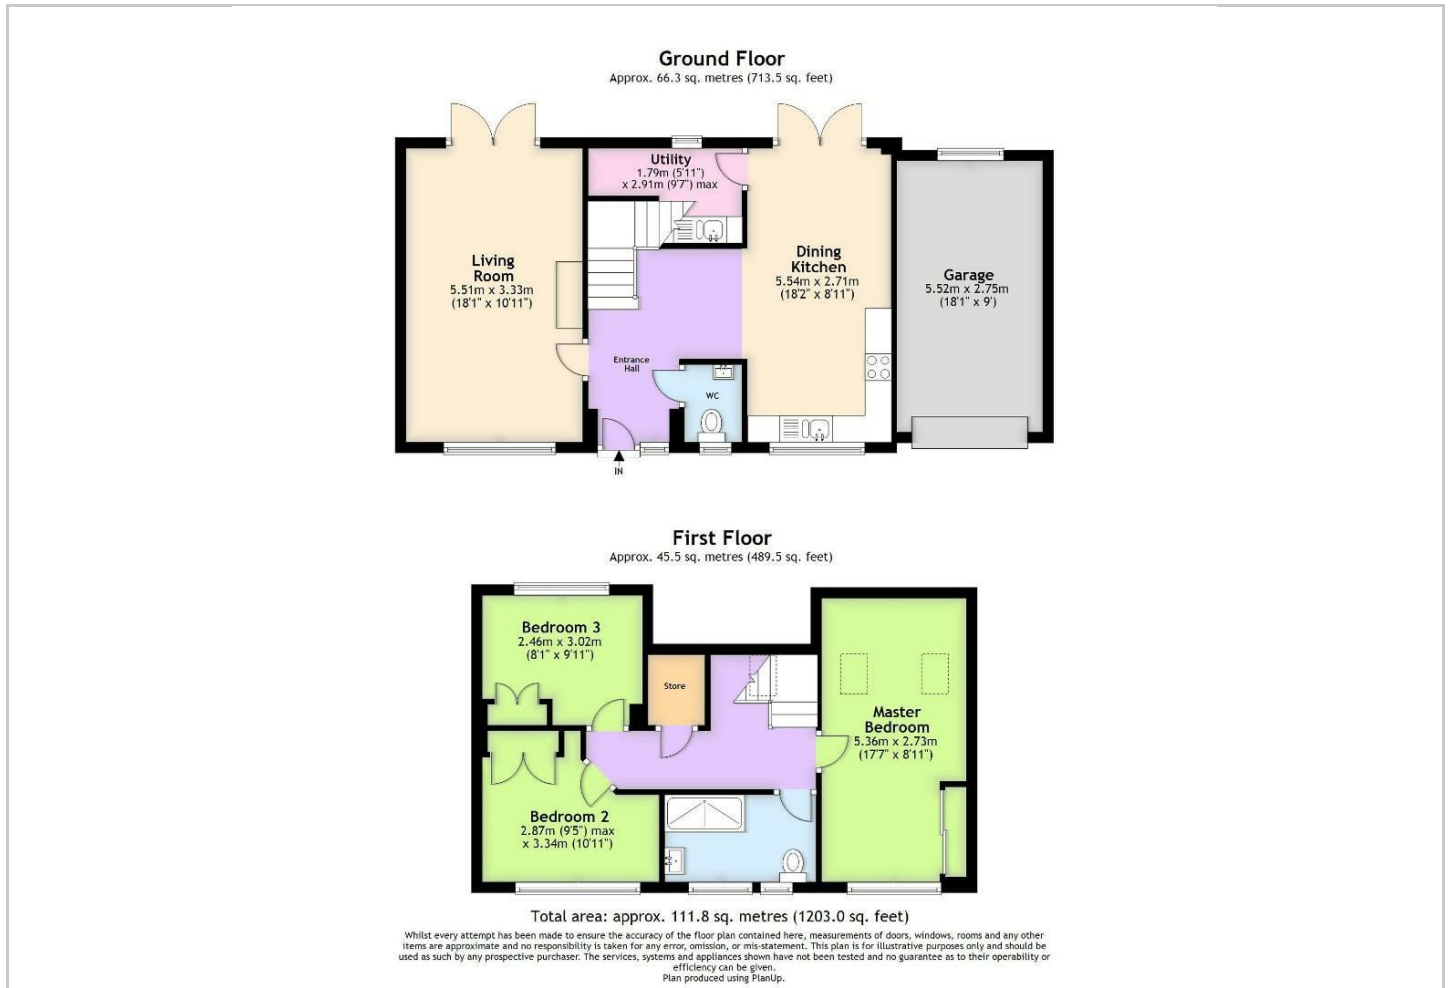 Ground Floor
Approx. 66.3 sq. metres (713.5 sq. feet)
Utility
1.79m (5'11")
x 2.91m (9'7") max
Living
Room
5.51m x 3.33m
(18'1" x 10'11")
Dining
Kitchen
5.54m x 2.71m
(18'2" x 8'11")
Garage
5.52m x 2.75m
(18'1" x 9')
Entrance
Hall
WC
IN
First Floor
Approx. 45.5 sq. metres (489.5 sq. feet)
Bedroom 3
2.46m x 3.02m
(8'1" x 9'11")
Store
Master
Bedroom
5.36m x 2.73m
(17'7" x 8'11")
Bedroom 2
2.87m (9'5") max
x 3.34m (10'11")
Total area: approx. 111.8 sq. metres (1203.0 sq. feet)
Whilst every attempt has been made to ensure the accuracy of the floor plan contained here, measurements of doors, windows, rooms and any other
items are approximate and no responsibility is taken for any error, omission, or mis-statement. This plan is for illustrative purposes only and should be
used as such by any prospective purchaser. The services, systems and appliances shown have not been tested and no guarantee as to their operability or
efficiency can be given.
Plan produced using PlanUp.